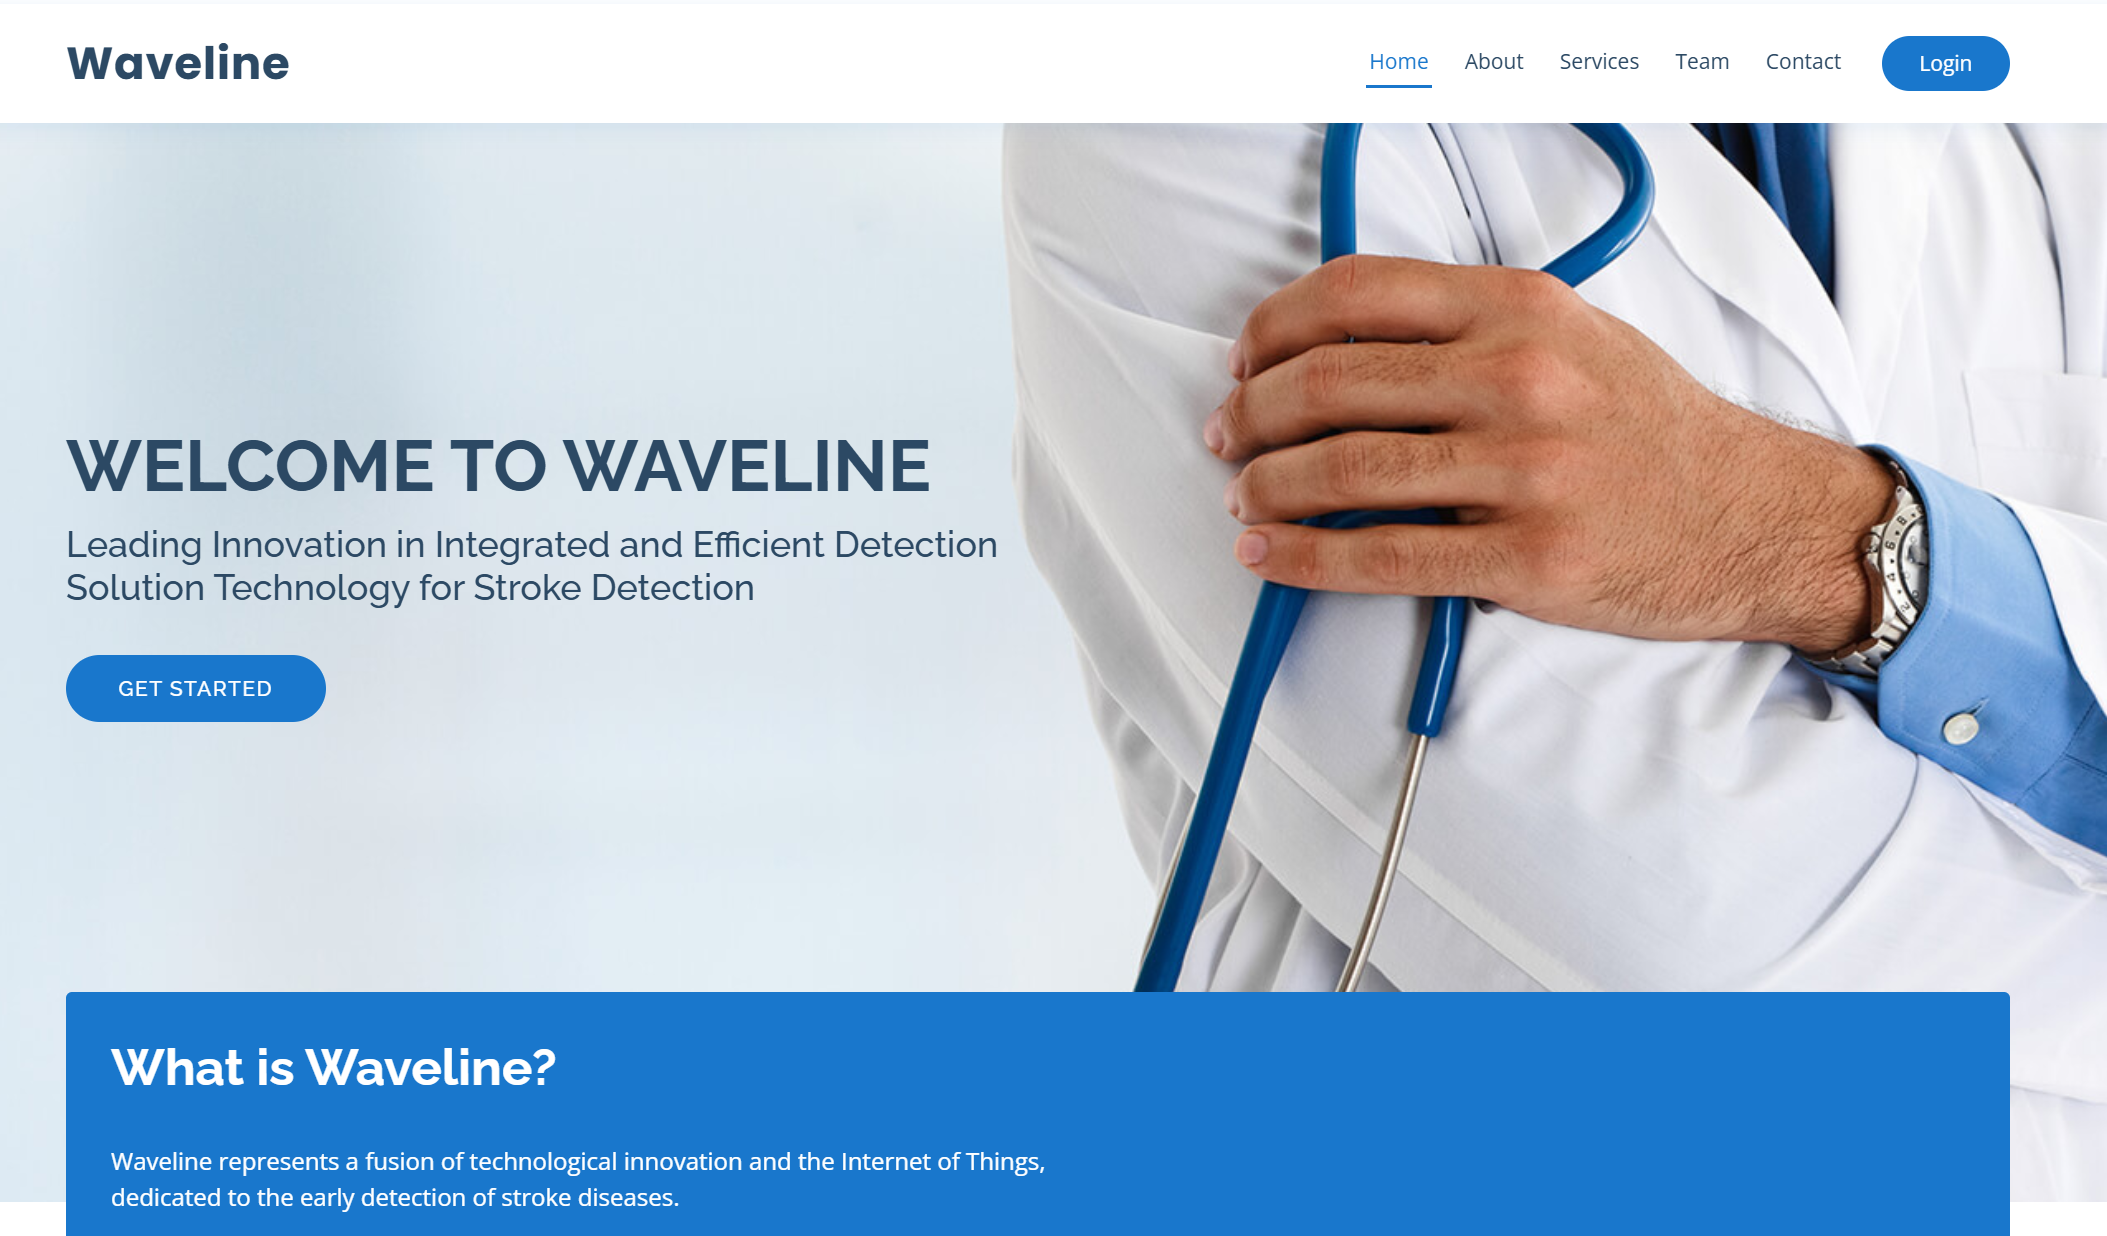 Waveline
Home About Services Team Contact Login
WELCOME TO WAVELINE
Leading Innovation in Integrated and Efficient Detection
Solution Technology for Stroke Detection
GET STARTED
What is Waveline?
Waveline represents a fusion of technological innovation and the Internet of Things,
dedicated to the early detection of stroke diseases.